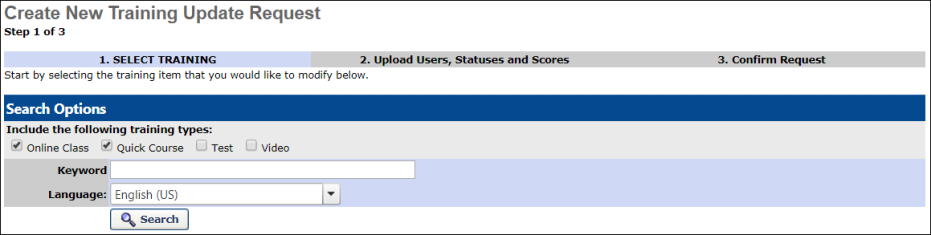 Create New Training Update Request
Step 1 of 3
1. SELECT TRAINING 2. Upload Users, Statuses and Scores 3. Confirm Request
Start by selecting the training item that you would like to modify below.
Search Options
Include the following training types:
Online Class Quick Course Test Video
Keyword
Language: English (US)
Search